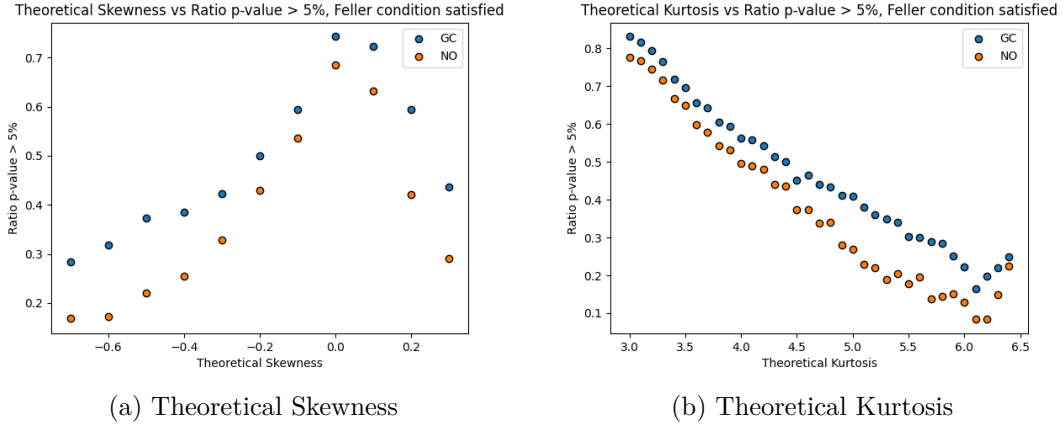 Theoretical Skewness vs Ratio p-value > 5%, Feller condition satisfied
GC
NO
0.7
0.6
0.5
0.4
0.3
0.2
Ratio p-value > 5%
−0.6
−0.4
−0.2
0.0
0.2
Theoretical Skewness
(a) Theoretical Skewness
Theoretical Kurtosis vs Ratio p-value > 5%, Feller condition satisfied
GC
NO
0.8
0.7
0.6
0.5
0.4
0.3
0.2
0.1
Ratio p-value > 5%
3.0
3.5
4.0
4.5
5.0
5.5
6.0
6.5
Theoretical Kurtosis
(b) Theoretical Kurtosis